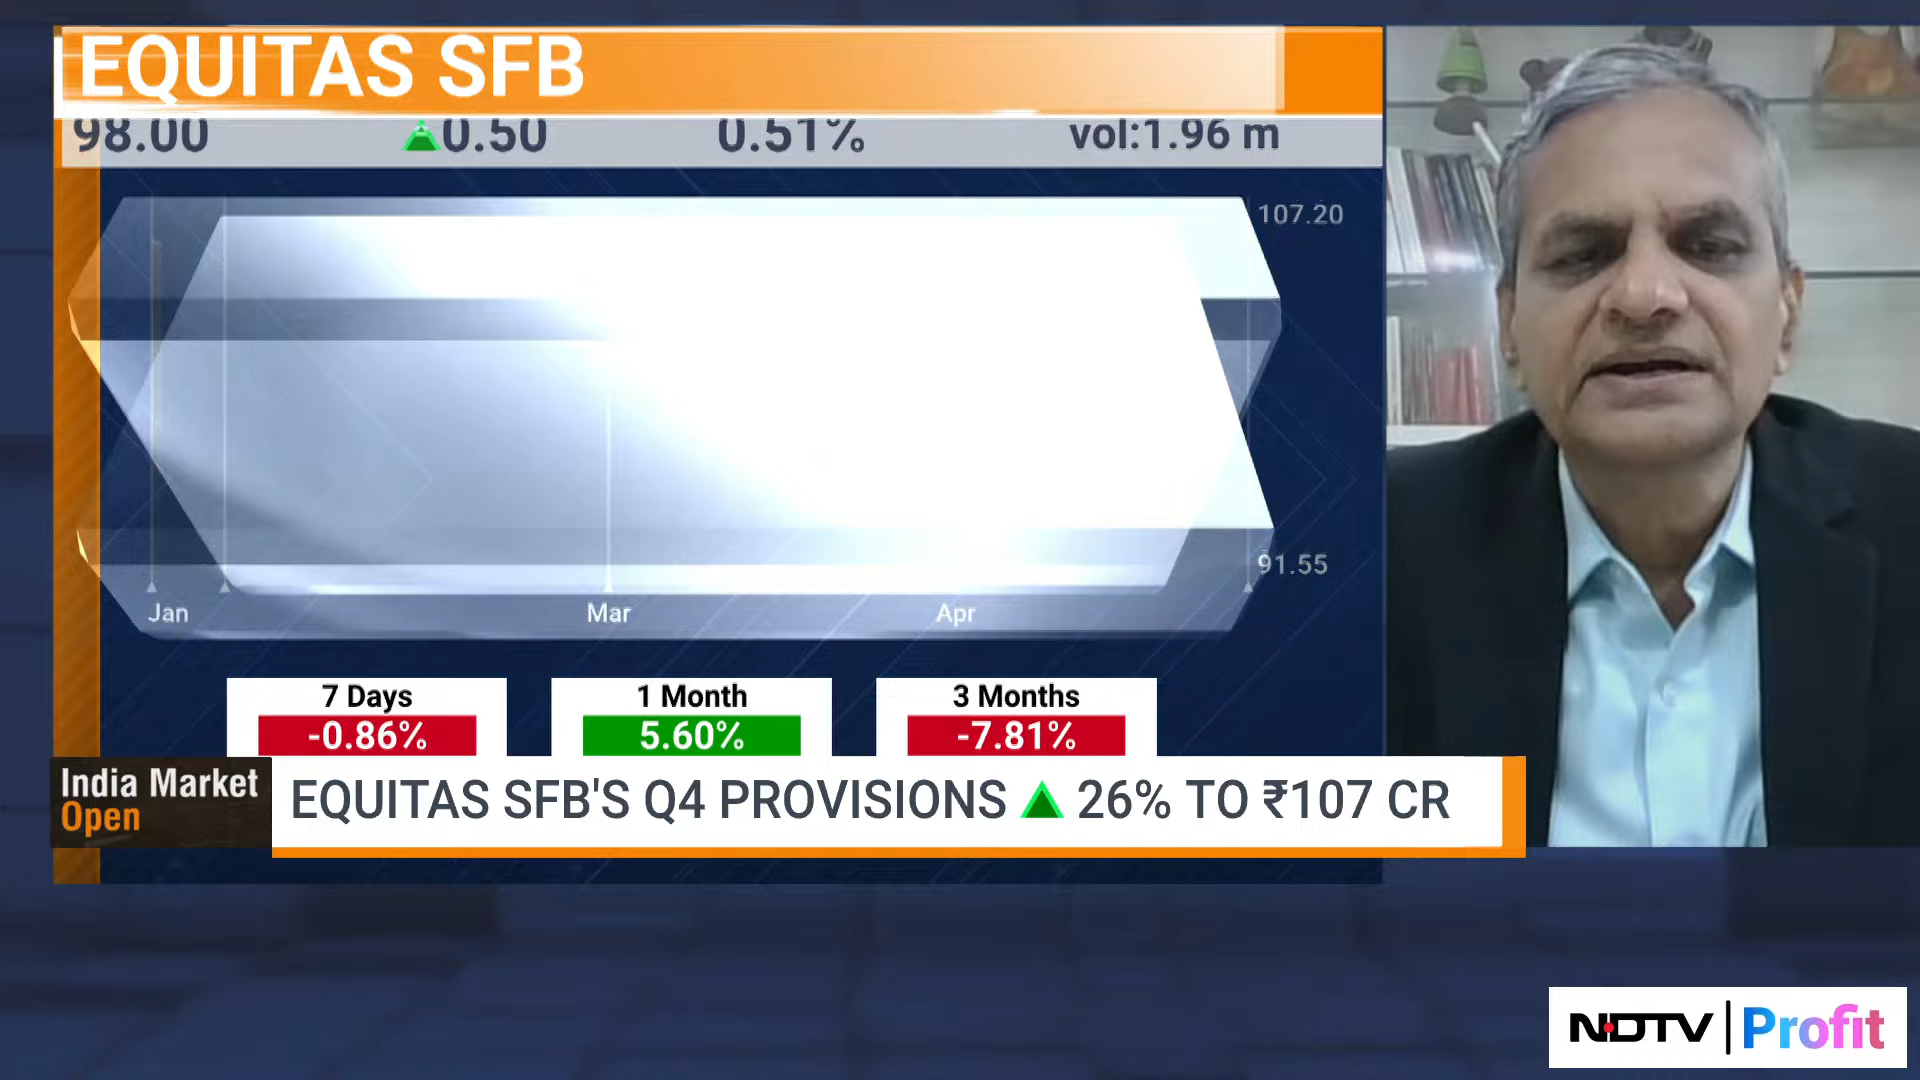 EQUITAS SFB
98.00 0.50 0.51% vol:1.96 m
107.20
91.55
Jan Mar Apr
7 Days 1 Month 3 Months
-0.86% 5.60% -7.81%
India Market
Open
EQUITAS SFB'S Q4 PROVISIONS ▲ 26% TO ₹107 CR
NDTV | Profit